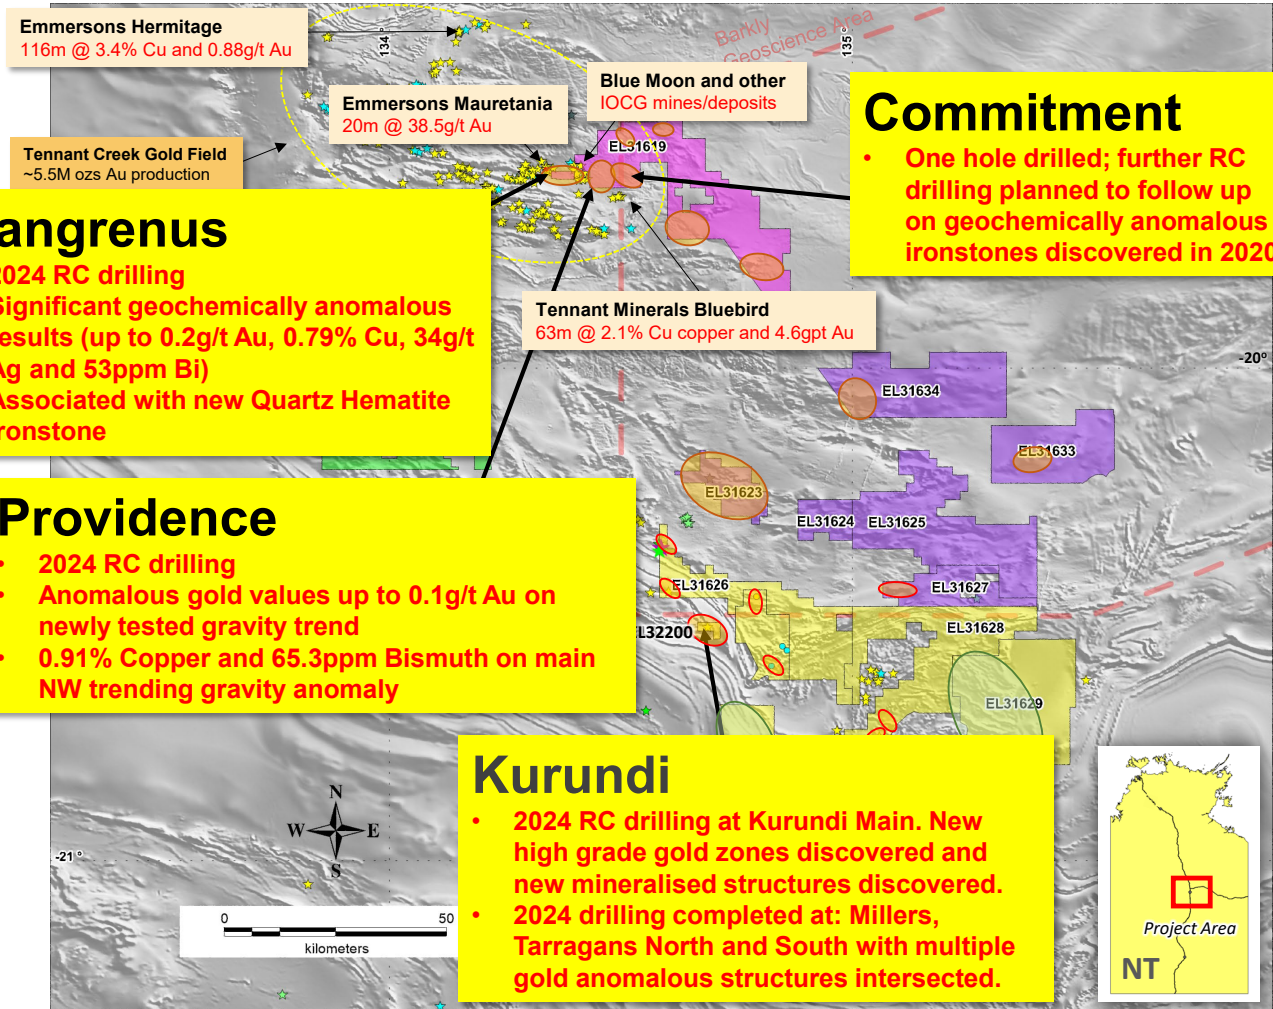 Emmersons Hermitage
116m @ 3.4% Cu and 0.88g/t Au
134 °
Barkly
Geoscience Area
135 °
Blue Moon and other
IOCG mines/deposits
Emmersons Mauretania
20m @ 38.5g/t Au
Tennant Creek Gold Field
~5.5M ozs Au production
EL31619
Commitment
• One hole drilled; further RC
drilling planned to follow up
on geochemically anomalous
ironstones discovered in 2020
angrenus
2024 RC drilling
Significant geochemically anomalous
results (up to 0.2g/t Au, 0.79% Cu, 34g/t
Ag and 53ppm Bi)
Associated with new Quartz Hematite
Ironstone
Tennant Minerals Bluebird
63m @ 2.1% Cu copper and 4.6gpt Au
-20°
EL31634
EL31633
EL31623
EL31624
EL31625
EL31626
EL31627
EL31628
EL32200
EL31629
Providence
• 2024 RC drilling
• Anomalous gold values up to 0.1g/t Au on
newly tested gravity trend
• 0.91% Copper and 65.3ppm Bismuth on main
NW trending gravity anomaly
Kurundi
• 2024 RC drilling at Kurundi Main. New
high grade gold zones discovered and
new mineralised structures discovered.
• 2024 drilling completed at: Millers,
Tarragans North and South with multiple
gold anomalous structures intersected.
N
W E
S
-21 °
0 50
kilometers
Project Area
NT